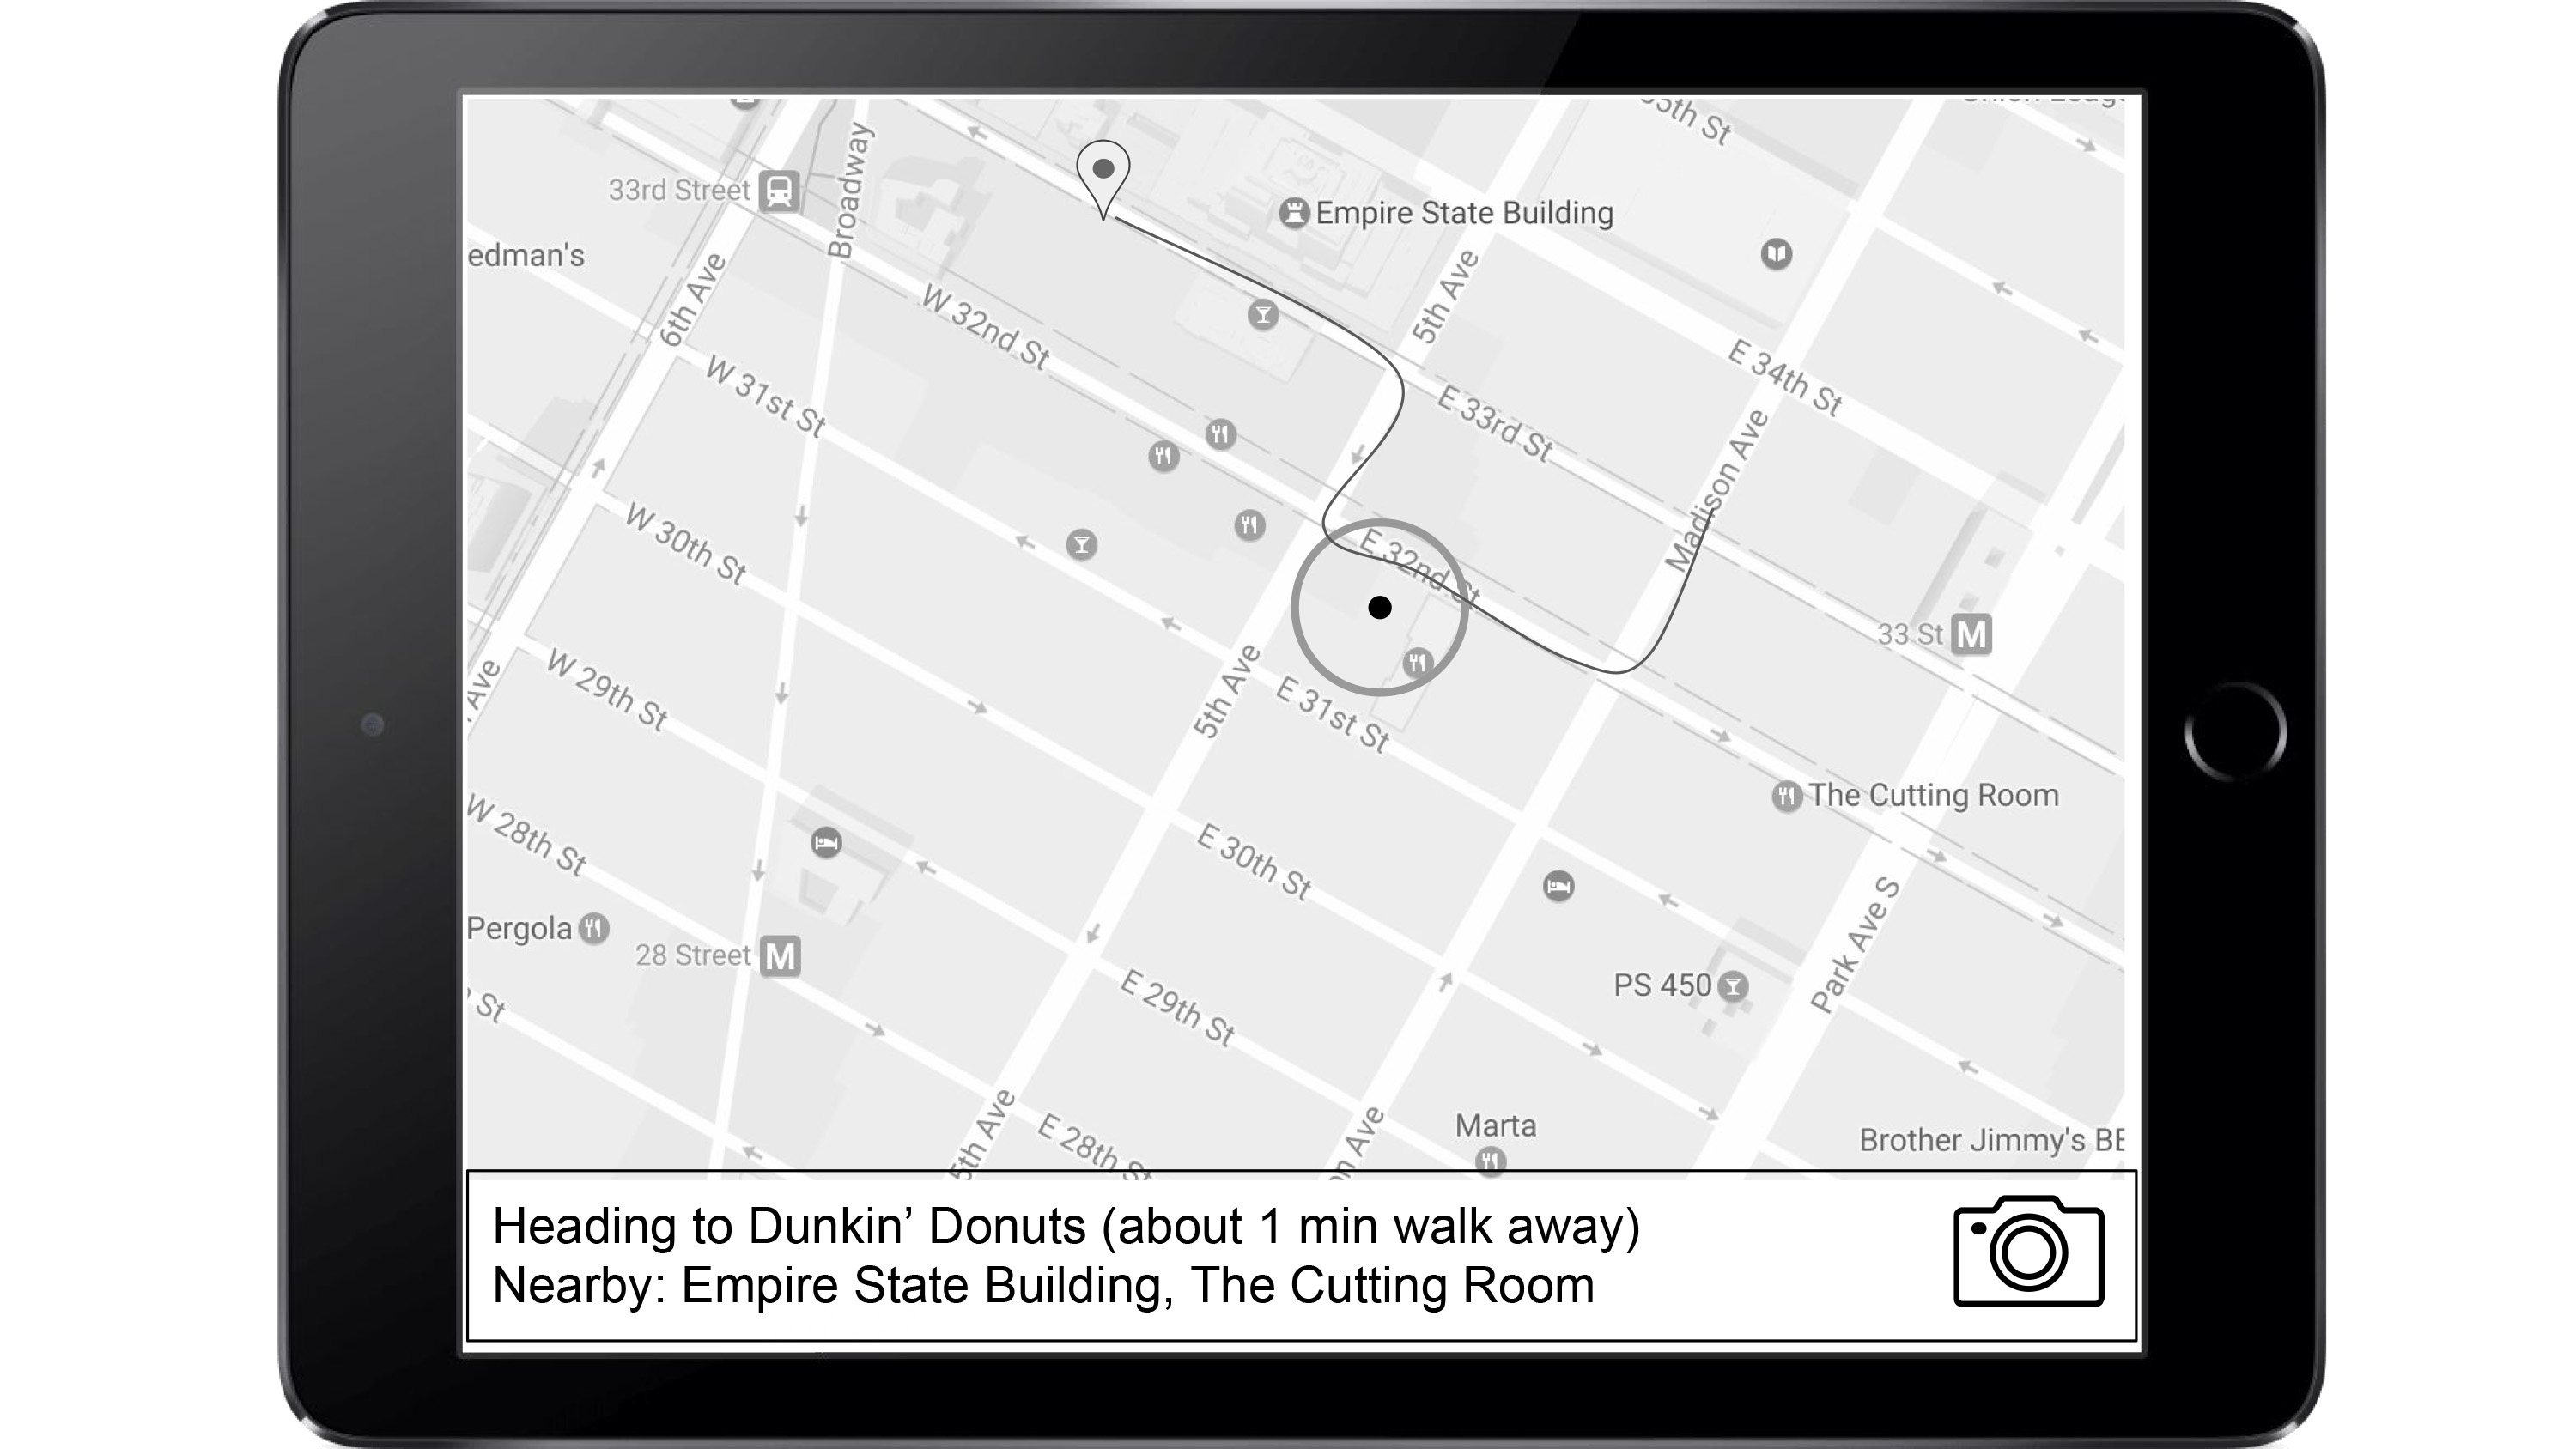 35th St
33rd Street
Broadway
Empire State Building
edman's
6th Ave
5th Ave
W 32nd St
E 34th St
W 31st St
E 33rd St
Madison Ave
W 30th St
E 32nd St
33 St M
W 29th St
Ave
5th Ave
E 31st St
The Cutting Room
W 28th St
E 30th St
Pergola
28 Street M
Park Ave S
PS 450
St
E 29th St
5th Ave
E 28th St
on Ave
Marta
Brother Jimmy's BB
Heading to Dunkin’ Donuts (about 1 min walk away)
Nearby: Empire State Building, The Cutting Room